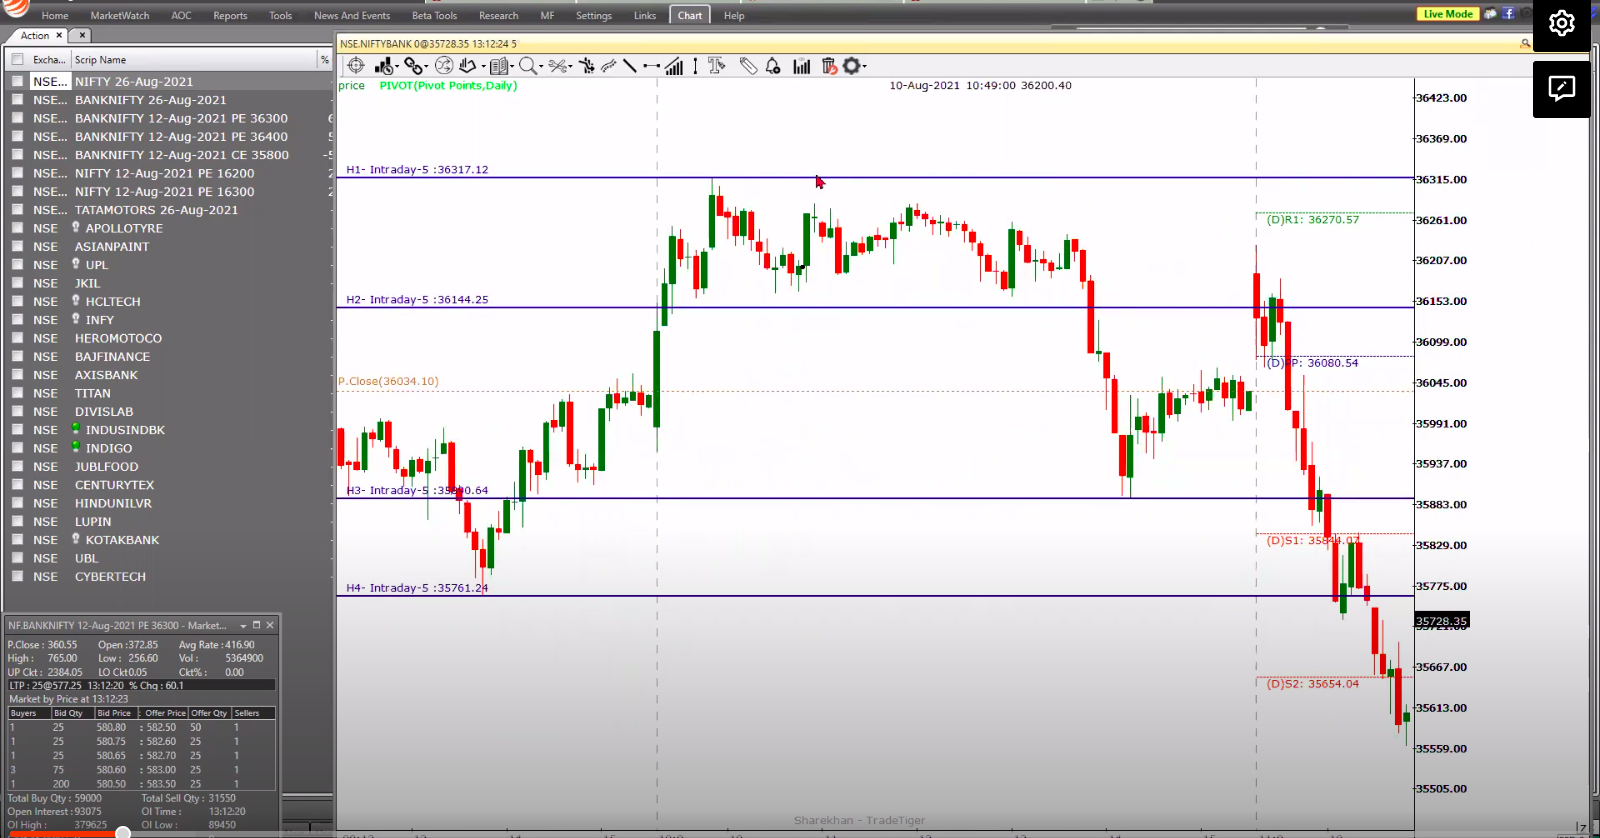 Home MarketWatch AOC Reports Tools News And Events Beta Tools Research MF Settings Links Chart Help
Live Mode
Action
Excha... Scrip Name %
NSE... NIFTY 26-Aug-2021
NSE... BANKNIFTY 26-Aug-2021
NSE... BANKNIFTY 12-Aug-2021 PE 36300 6
NSE... BANKNIFTY 12-Aug-2021 PE 36400 5
NSE... BANKNIFTY 12-Aug-2021 CE 35800 -5
NSE... NIFTY 12-Aug-2021 PE 16200 2
NSE... NIFTY 12-Aug-2021 PE 16300 2
NSE... TATAMOTORS 26-Aug-2021
NSE APOLLOTYRE
NSE ASIANPAINT
NSE UPL
NSE JKIL
NSE HCLTECH
NSE INFY
NSE HEROMOTOCO
NSE BAJFINANCE
NSE AXISBANK
NSE TITAN
NSE DIVISLAB
NSE INDUSINDBK
NSE INDIGO
NSE JUBLFOOD
NSE CENTURYTEX
NSE HINDUNILVR
NSE LUPIN
NSE KOTAKBANK
NSE UBL
NSE CYBERTECH
NF.BANKNIFTY 12-Aug-2021 PE 36300 - Market...
P.Close : 360.55 Open :372.85 Avg Rate :416.90
High : 765.00 Low : 256.60 Vol : 5364900
UP Ckt : 2384.05 LO Ckt0.05 Ckt% : 0.00
LTP : 25@577.25 13:12:20 % Chq : 60.1
Market by Price at 13:12:23
Buyers Bid Qty Bid Price : Offer Price Offer Qty Sellers
1 25 580.80 : 582.50 50 1
1 25 580.75 : 582.60 25 1
1 25 580.65 : 582.70 25 1
3 75 580.60 : 583.00 25 1
1 200 580.50 : 583.50 25 1
Total Buy Qty : 59000 Total Sell Qty : 31550
Open Interest :93075 OI Time : 13:12:20
OI High : 379625 OI Low : 89450
NSE.NIFTYBANK 0@35728.35 13:12:24 5
price PIVOT(Pivot Points,Daily)
10-Aug-2021 10:49:00 36200.40
H1- Intraday-5 :36317.12
H2- Intraday-5 :36144.25
P.Close(36034.10)
H3- Intraday-5 :35890.64
H4- Intraday-5 :35761.24
(D)R1: 36270.57
(D)PP: 36080.54
(D)S1: 35844.07
(D)S2: 35654.04
36423.00
36369.00
36315.00
36261.00
36207.00
36153.00
36099.00
36045.00
35991.00
35937.00
35883.00
35829.00
35775.00
35728.35
35667.00
35613.00
35559.00
35505.00
Sharekhan - TradeTiger